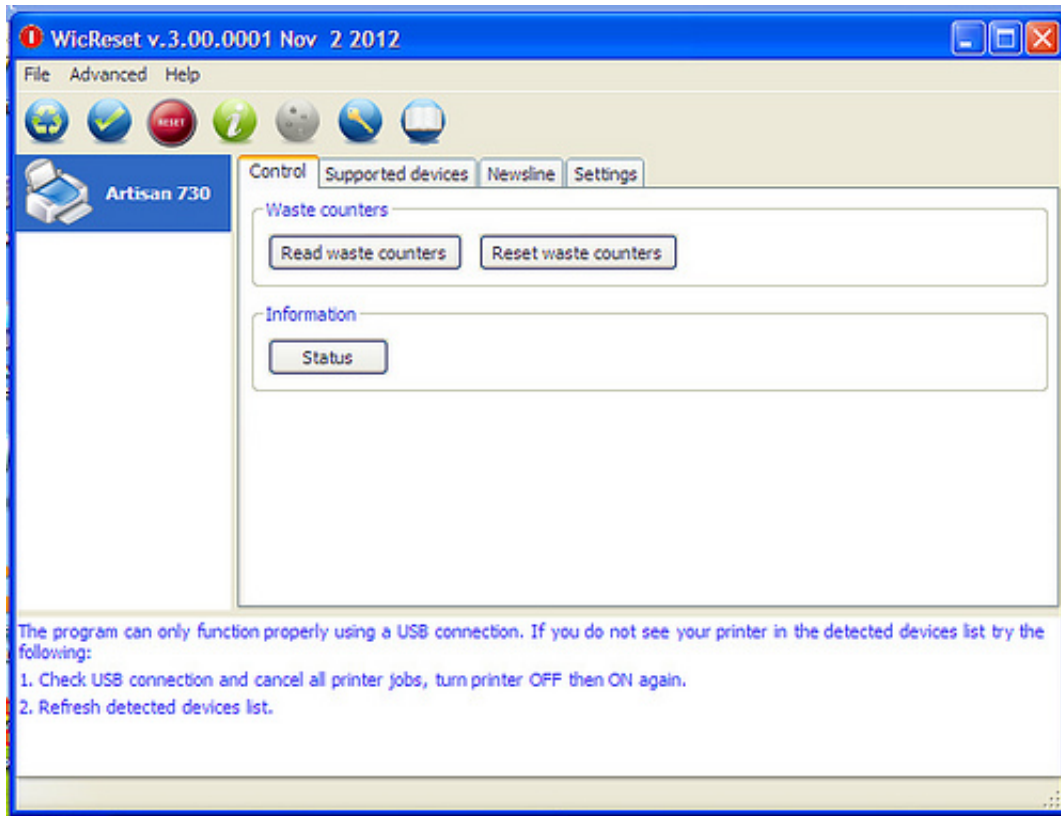 WicReset v.3.00.0001 Nov 2 2012
File Advanced Help
RESET
Artisan 730
Control Supported devices Newsline Settings
Waste counters
Read waste counters Reset waste counters
Information
Status
The program can only function properly using a USB connection. If you do not see your printer in the detected devices list try the
following:
1. Check USB connection and cancel all printer jobs, turn printer OFF then ON again.
2. Refresh detected devices list.